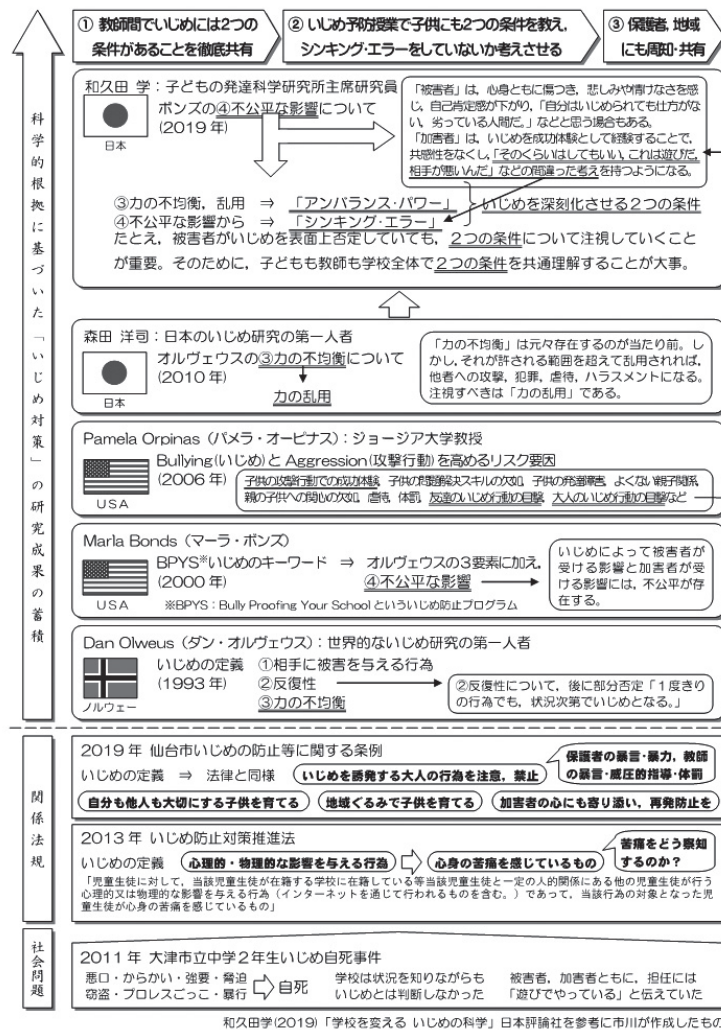 ① 教師間でいじめには2つの
条件があることを徹底共有
② いじめ予防授業で子供にも2つの条件を教え,
シンキング・エラーをしていないか考えさせる
③ 保護者, 地域
にも周知・共有
科学的根拠に基づいた「いじめ対策」の研究成果の蓄積
和久田 学：子どもの発達科学研究所主席研究員
ボンズの④不公平な影響について
(2019 年)
日本
「被害者」は, 心身ともに傷つき, 悲しみや情けなさを感
じ, 自己肯定感が下がり,「自分はいじめられても仕方がな
い, 劣っている人間だ。」などと思う場合もある。
「加害者」は, いじめを成功体験として経験することで,
共感性をなくし,「そのくらいはしてもいい, これは遊びだ,
相手が悪いんだ」などの間違った考えを持つようになる。
③力の不均衡, 乱用 ⇒ 「アンバランス・パワー」
④不公平な影響から ⇒ 「シンキング・エラー」
いじめを深刻化させる2つの条件
たとえ, 被害者がいじめを表面上否定していても, 2つの条件について注視していくこと
が重要。そのために, 子どもも教師も学校全体で2つの条件を共通理解することが大事。
森田 洋司：日本のいじめ研究の第一人者
オルヴェウスの③力の不均衡について
(2010 年)
力の乱用
日本
「力の不均衡」は元々存在するのが当たり前。し
かし, それが許される範囲を超えて乱用されれば,
他者への攻撃, 犯罪, 虐待, ハラスメントになる。
注視すべきは「力の乱用」である。
Pamela Orpinas (パメラ・オーピナス)：ジョージア大学教授
Bullying(いじめ)と Aggression(攻撃行動)を高めるリスク要因
(2006 年)
USA
子供の攻撃行動での成功体験, 子供の問題解決スキルの欠如, 子供の発達障害, よくない親子関係,
親の子供への関心の欠如, 虐待, 体罰, 友達のいじめ行動の目撃, 大人のいじめ行動の目撃など
Marla Bonds (マーラ・ボンズ)
BPYS※いじめのキーワード ⇒ オルヴェウスの3要素に加え,
(2000 年)
④不公平な影響
USA
※BPYS：Bully Proofing Your School といういじめ防止プログラム
いじめによって被害者が
受ける影響と加害者が受
ける影響には, 不公平が存
在する。
Dan Olweus (ダン・オルヴェウス)：世界的ないじめ研究の第一人者
いじめの定義 ①相手に被害を与える行為
(1993 年) ②反復性
③力の不均衡
ノルウェー
②反復性について, 後に部分否定「1度きり
の行為でも, 状況次第でいじめとなる。」
関係法規
2019 年 仙台市いじめの防止等に関する条例
いじめの定義 ⇒ 法律と同様
いじめを誘発する大人の行為を注意, 禁止
保護者の暴言・暴力, 教師
の暴言・威圧的指導・体罰
自分も他人も大切にする子供を育てる
地域ぐるみで子供を育てる
加害者の心にも寄り添い, 再発防止を
2013 年 いじめ防止対策推進法
いじめの定義
心理的・物理的な影響を与える行為
心身の苦痛を感じているもの
苦痛をどう察知
するのか？
「児童生徒に対して, 当該児童生徒が在籍する学校に在籍している等当該児童生徒と一定の人的関係にある他の児童生徒が行う
心理的又は物理的な影響を与える行為 (インターネットを通じて行われるものを含む。) であって, 当該行為の対象となった児
童生徒が心身の苦痛を感じているもの」
社会問題
2011 年 大津市立中学2年生いじめ自死事件
悪口・からかい・強要・脅迫
窃盗・プロレスごっこ・暴行
自死
学校は状況を知りながらも
いじめとは判断しなかった
被害者, 加害者ともに, 担任には
「遊びでやっている」と伝えていた
和久田学(2019)「学校を変える いじめの科学」日本評論社を参考に市川が作成したもの